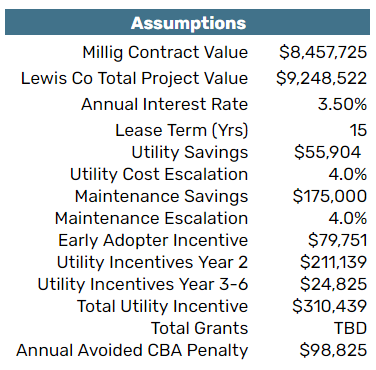 Assumptions
Millig Contract Value $8,457,725
Lewis Co Total Project Value $9,248,522
Annual Interest Rate 3.50%
Lease Term (Yrs) 15
Utility Savings $55,904
Utility Cost Escalation 4.0%
Maintenance Savings $175,000
Maintenance Escalation 4.0%
Early Adopter Incentive $79,751
Utility Incentives Year 2 $211,139
Utility Incentives Year 3-6 $24,825
Total Utility Incentive $310,439
Total Grants TBD
Annual Avoided CBA Penalty $98,825